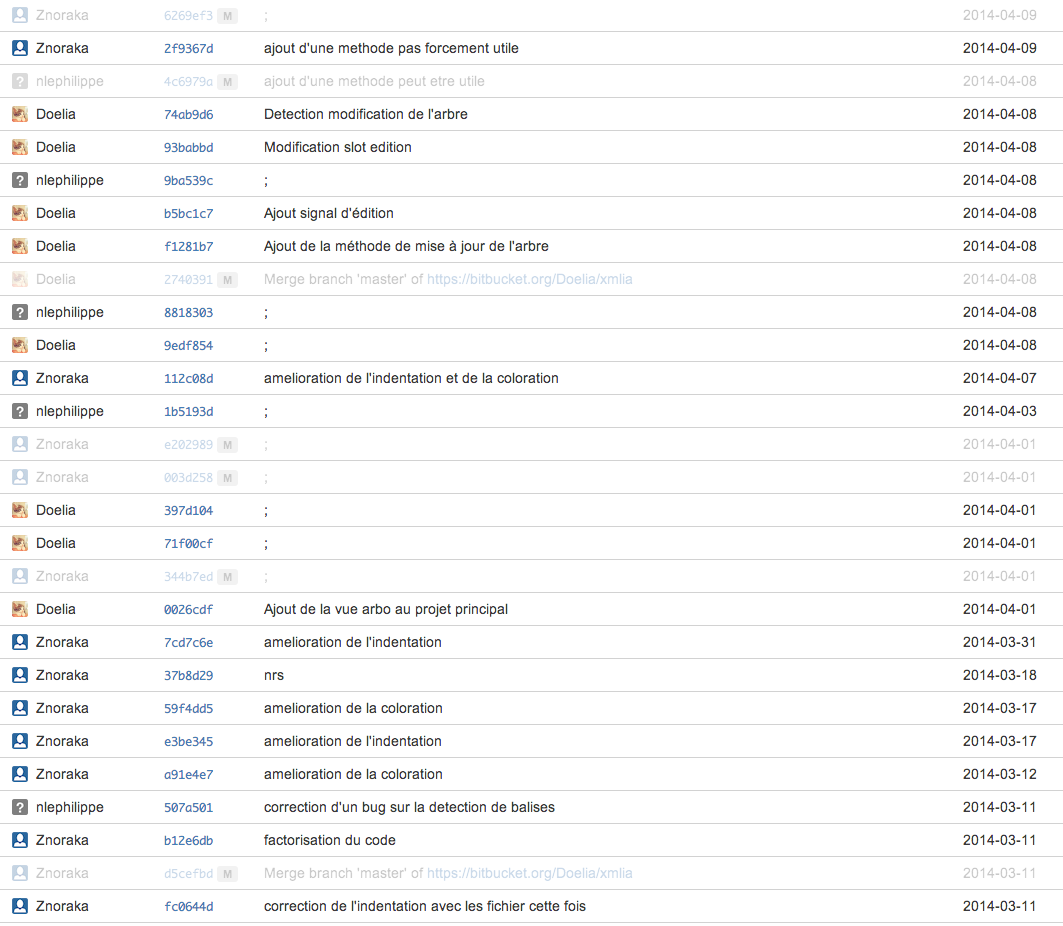 Znoraka 6269ef3 M ; 2014-04-09
Znoraka 2f9367d ajout d'une methode pas forcement utile 2014-04-09
? nlephilippe 4c6979a M ajout d'une methode peut etre utile 2014-04-08
Doelia 74ab9d6 Detection modification de l'arbre 2014-04-08
Doelia 93babbd Modification slot edition 2014-04-08
? nlephilippe 9ba539c ; 2014-04-08
Doelia b5bc1c7 Ajout signal d'édition 2014-04-08
Doelia f1281b7 Ajout de la méthode de mise à jour de l'arbre 2014-04-08
Doelia 2740391 M Merge branch 'master' of https://bitbucket.org/Doelia/xmlia 2014-04-08
? nlephilippe 8818303 ; 2014-04-08
Doelia 9edf854 ; 2014-04-08
Znoraka 112c08d amelioration de l'indentation et de la coloration 2014-04-07
? nlephilippe 1b5193d ; 2014-04-03
Znoraka e202989 M ; 2014-04-01
Znoraka 003d258 M ; 2014-04-01
Doelia 397d104 ; 2014-04-01
Doelia 71f00cf ; 2014-04-01
Znoraka 344b7ed M ; 2014-04-01
Doelia 0026cdf Ajout de la vue arbo au projet principal 2014-04-01
Znoraka 7cd7c6e amelioration de l'indentation 2014-03-31
Znoraka 37b8d29 nrs 2014-03-18
Znoraka 59f4dd5 amelioration de la coloration 2014-03-17
Znoraka e3be345 amelioration de l'indentation 2014-03-17
Znoraka a91e4e7 amelioration de la coloration 2014-03-12
? nlephilippe 507a501 correction d'un bug sur la detection de balises 2014-03-11
Znoraka b12e6db factorisation du code 2014-03-11
Znoraka d5cefbd M Merge branch 'master' of https://bitbucket.org/Doelia/xmlia 2014-03-11
Znoraka fc0644d correction de l'indentation avec les fichier cette fois 2014-03-11